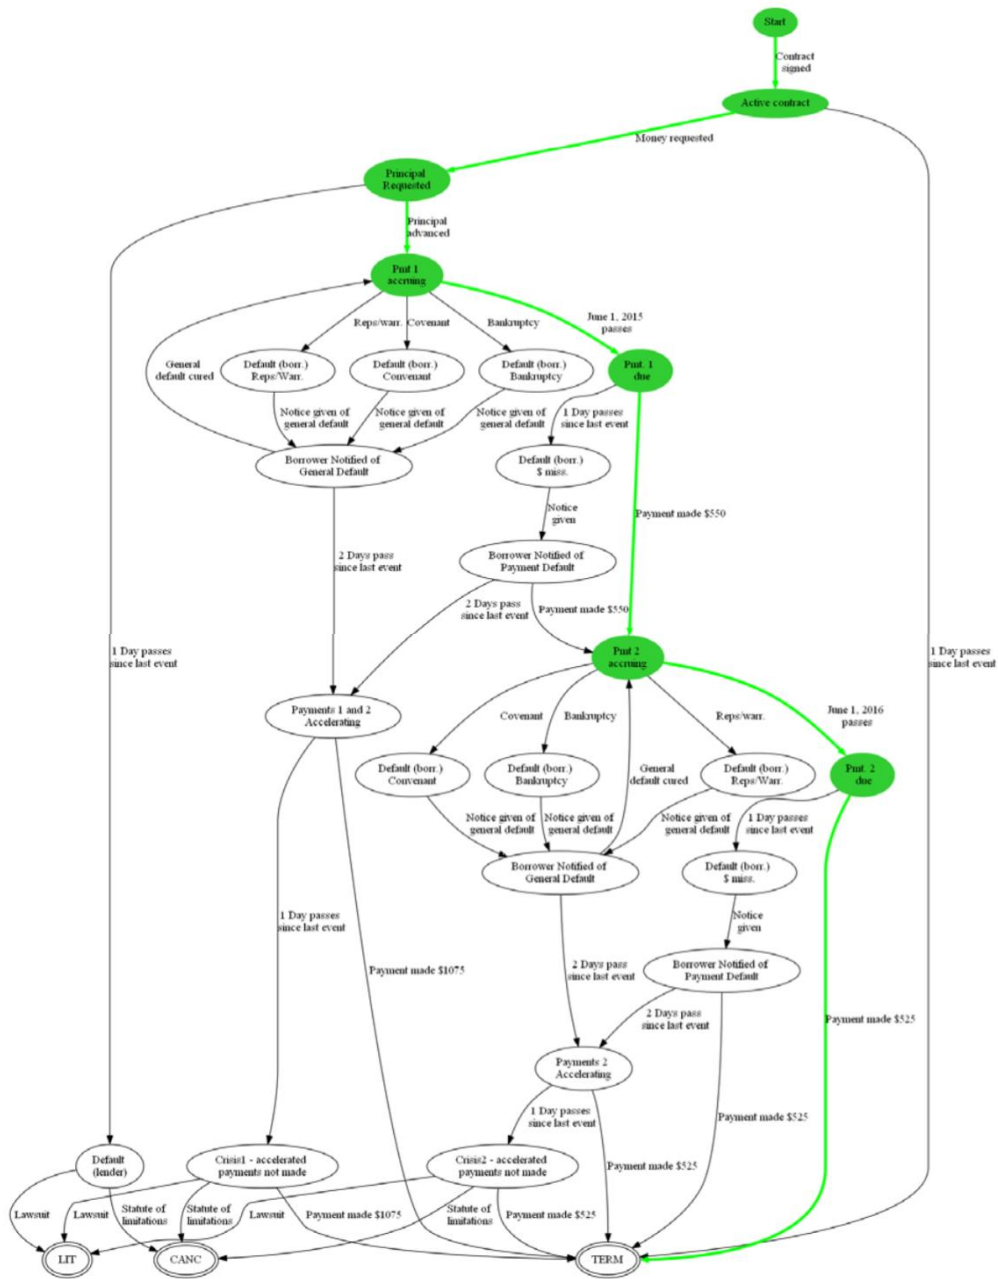 Start
Contract
signed
Active contract
Money requested
Principal
Requested
Principal
advanced
Pmt 1
accruing
Reps/warr.
Covenant
Bankruptcy
June 1, 2015
passes
General
default cured
Default (borr.)
Reps/Warr.
Default (borr.)
Convenant
Default (borr.)
Bankruptcy
Pmt. 1
due
Notice given of
general default
Notice given of
general default
Notice given of
general default
1 Day passes
since last event
Borrower Notified of
General Default
Default (borr.)
$ miss.
Notice
given
Payment made $550
2 Days pass
since last event
Borrower Notified of
Payment Default
2 Days pass
since last event
Payment made $550
1 Day passes
since last event
Pmt 2
accruing
1 Day passes
since last event
Payments 1 and 2
Accelerating
Covenant
Bankruptcy
Reps/warr.
June 1, 2016
passes
Default (borr.)
Convenant
Default (borr.)
Bankruptcy
General
default cured
Default (borr.)
Reps/Warr.
Pmt. 2
due
Notice given of
general default
Notice given of
general default
Notice given of
general default
1 Day passes
since last event
Borrower Notified of
General Default
Default (borr.)
$ miss.
1 Day passes
since last event
Notice
given
Payment made $1075
2 Days pass
since last event
Borrower Notified of
Payment Default
2 Days pass
since last event
Payment made $525
Payments 2
Accelerating
1 Day passes
since last event
Payment made $525
Payment made $525
Default
(lender)
Crisis1 - accelerated
payments not made
Crisis2 - accelerated
payments not made
Lawsuit
Statute of
limitations
Lawsuit
Statute of
limitations
Lawsuit
Payment made $1075
Statute of
limitations
Payment made $525
LIT
CANC
TERM